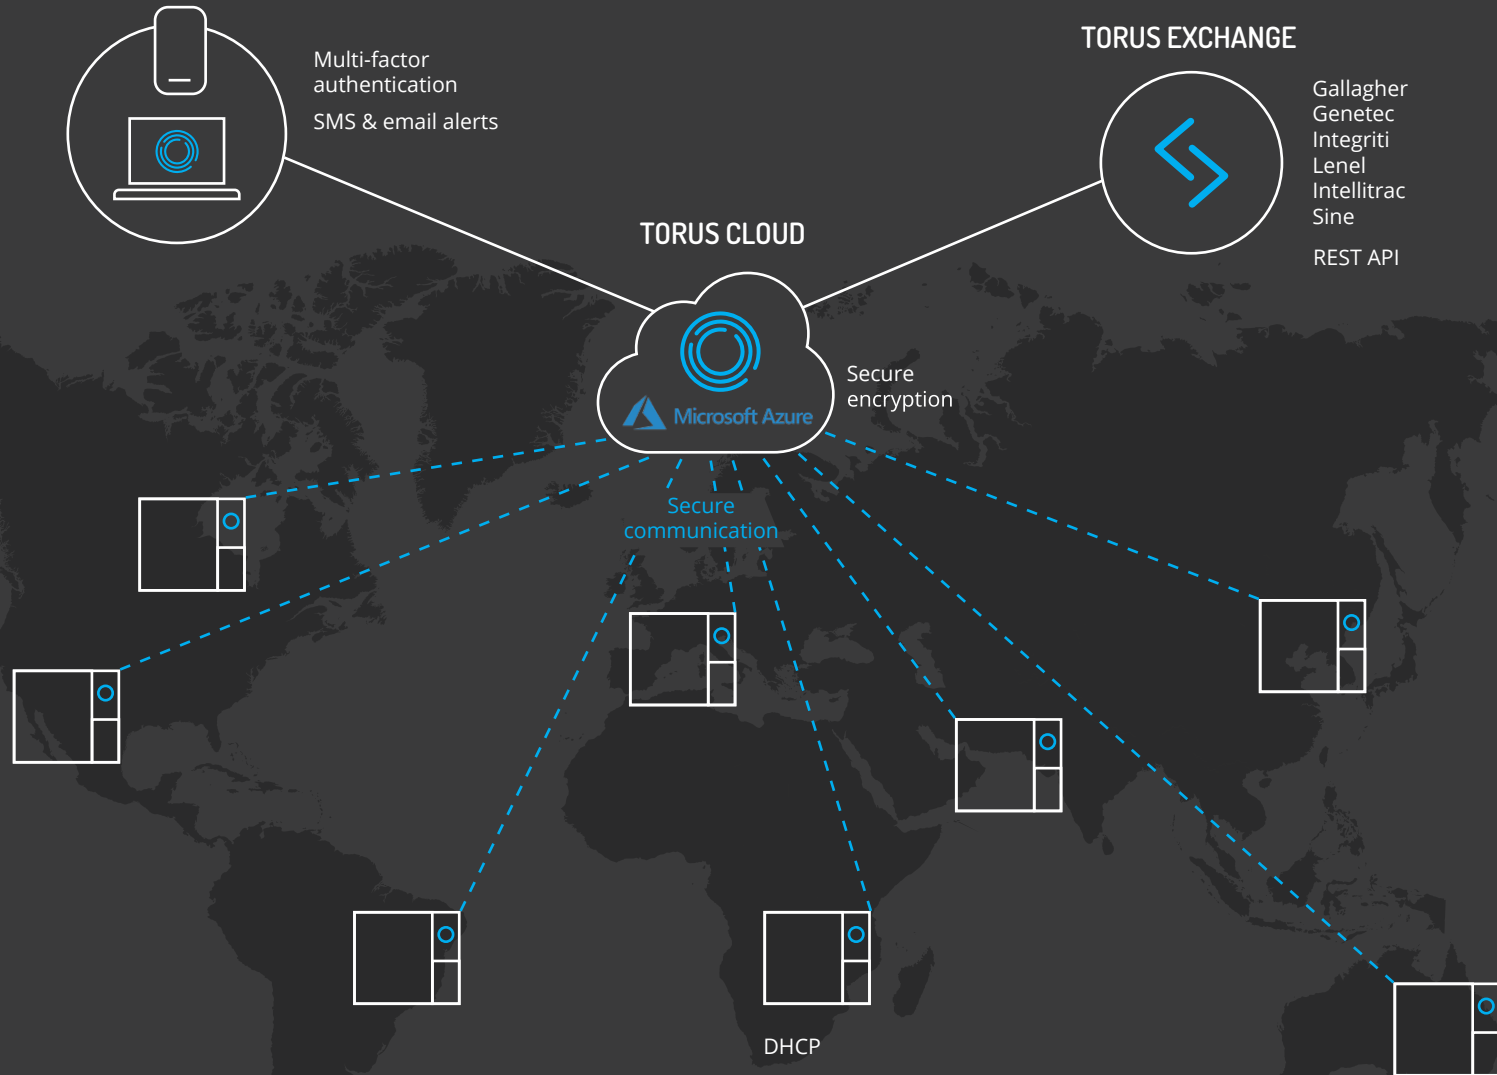 Multi-factor
authentication
SMS & email alerts
TORUS EXCHANGE
Gallagher
Genetec
Integriti
Lenel
Intellitrac
Sine
REST API
TORUS CLOUD
Microsoft Azure
Secure
encryption
Secure
communication
DHCP